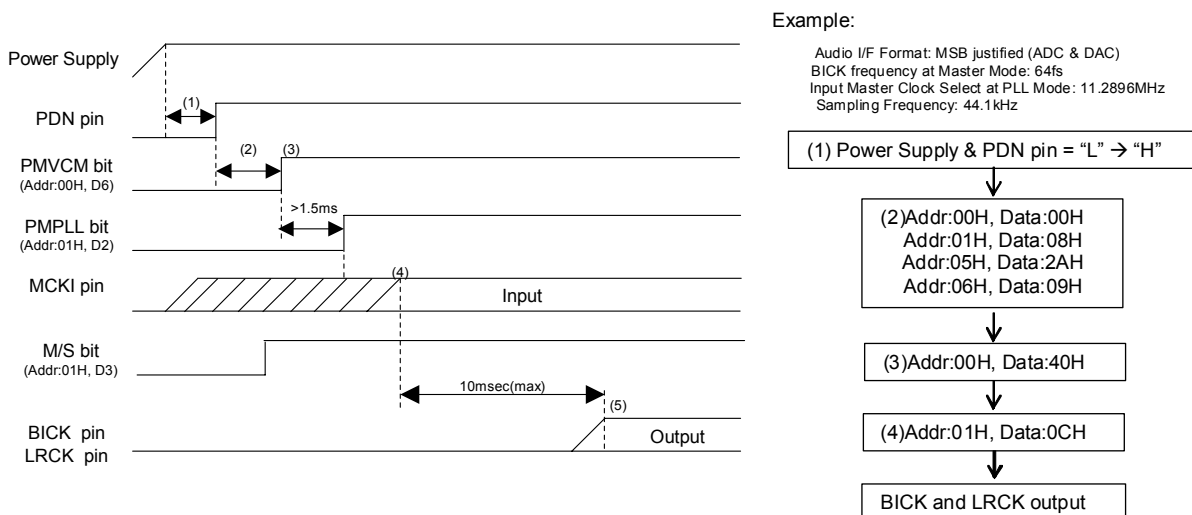 Power Supply
(1)
PDN pin
(2)
(3)
PMVCM bit
(Addr:00H, D6)
>1.5ms
PMPLL bit
(Addr:01H, D2)
(4)
MCKI pin
Input
M/S bit
(Addr:01H, D3)
10msec(max)
(5)
BICK pin
LRCK pin
Output
Example:
Audio I/F Format: MSB justified (ADC & DAC)
BICK frequency at Master Mode: 64fs
Input Master Clock Select at PLL Mode: 11.2896MHz
Sampling Frequency: 44.1kHz
(1) Power Supply & PDN pin = “L” → “H”
(2)Addr:00H, Data:00H
Addr:01H, Data:08H
Addr:05H, Data:2AH
Addr:06H, Data:09H
(3)Addr:00H, Data:40H
(4)Addr:01H, Data:0CH
BICK and LRCK output